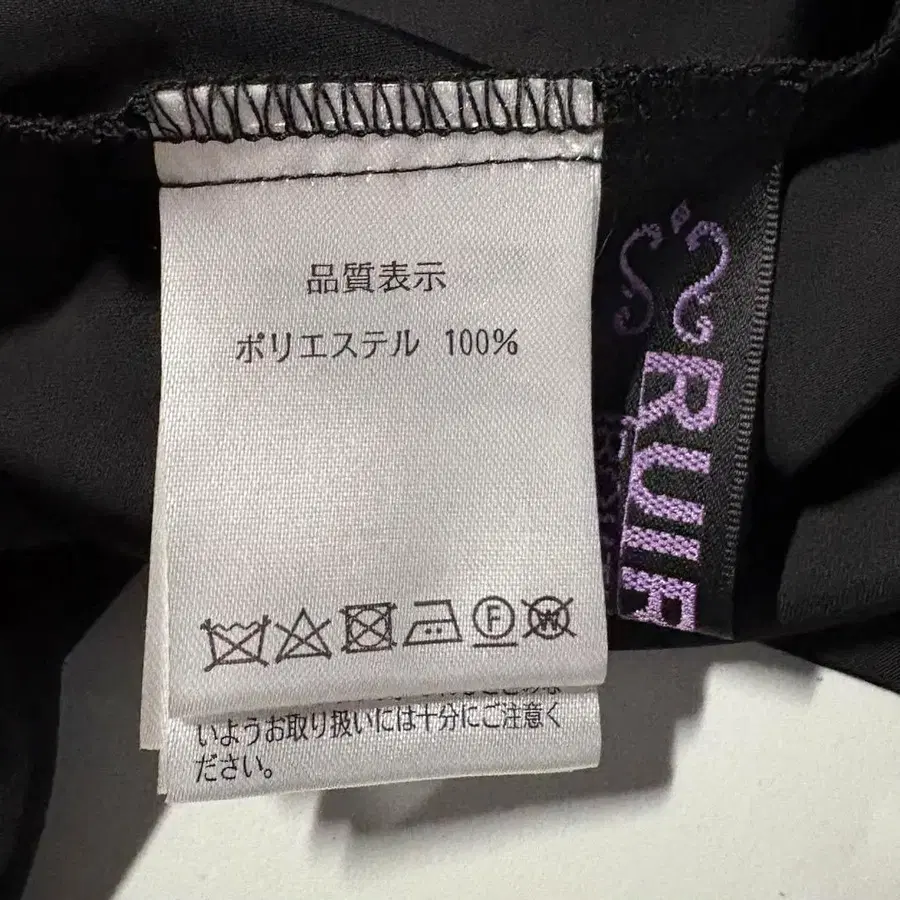 品質表示
ポリエステル 100%
F
W
いようお取り扱いには十分にご注意く
ださい。
RUIF